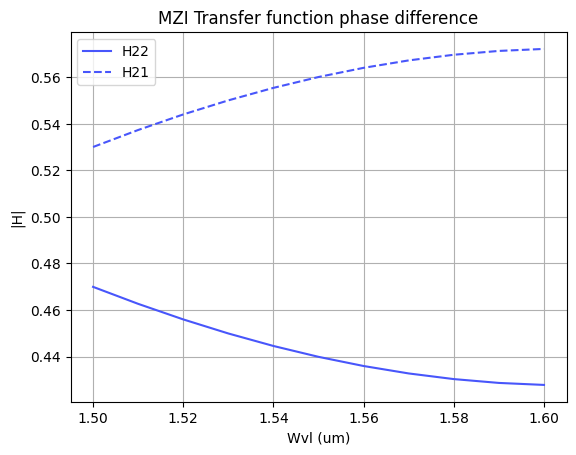 MZI Transfer function phase difference
H22
H21
|H|
0.56
0.54
0.52
0.50
0.48
0.46
0.44
1.50 1.52 1.54 1.56 1.58 1.60
Wvl (um)